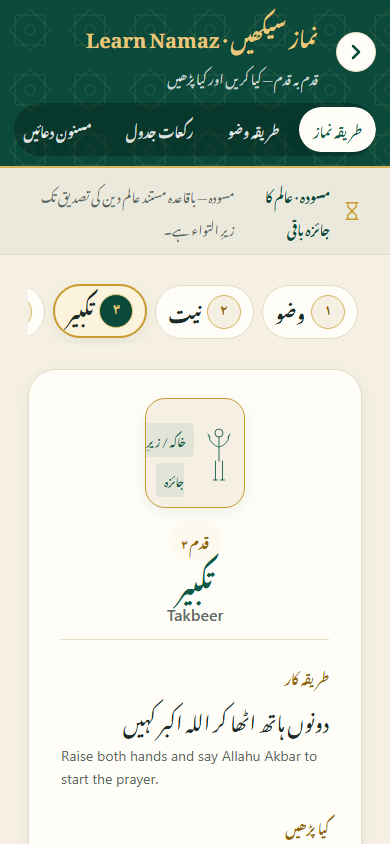 نماز سیکھیں · Learn Namaz
قدم بہ قدم — کیا کریں اور کیا پڑھیں
طریقہ نماز
طریقہ وضو
رکعات جدول
مسنون دعائیں
مسودہ · عالم کا جائزہ باقی
مسودہ — باقاعدہ مستند عالم دین کی تصدیق تک
زیر التواء ہے۔
۱ وضو
۲ نیت
۳ تکبیر
خاکہ / زیر
جائزہ
قدم ۳
تکبیر
Takbeer
طریقہ کار
دونوں ہاتھ اٹھا کر اللہ اکبر کہیں
Raise both hands and say Allahu Akbar to
start the prayer.
کیا پڑھیں